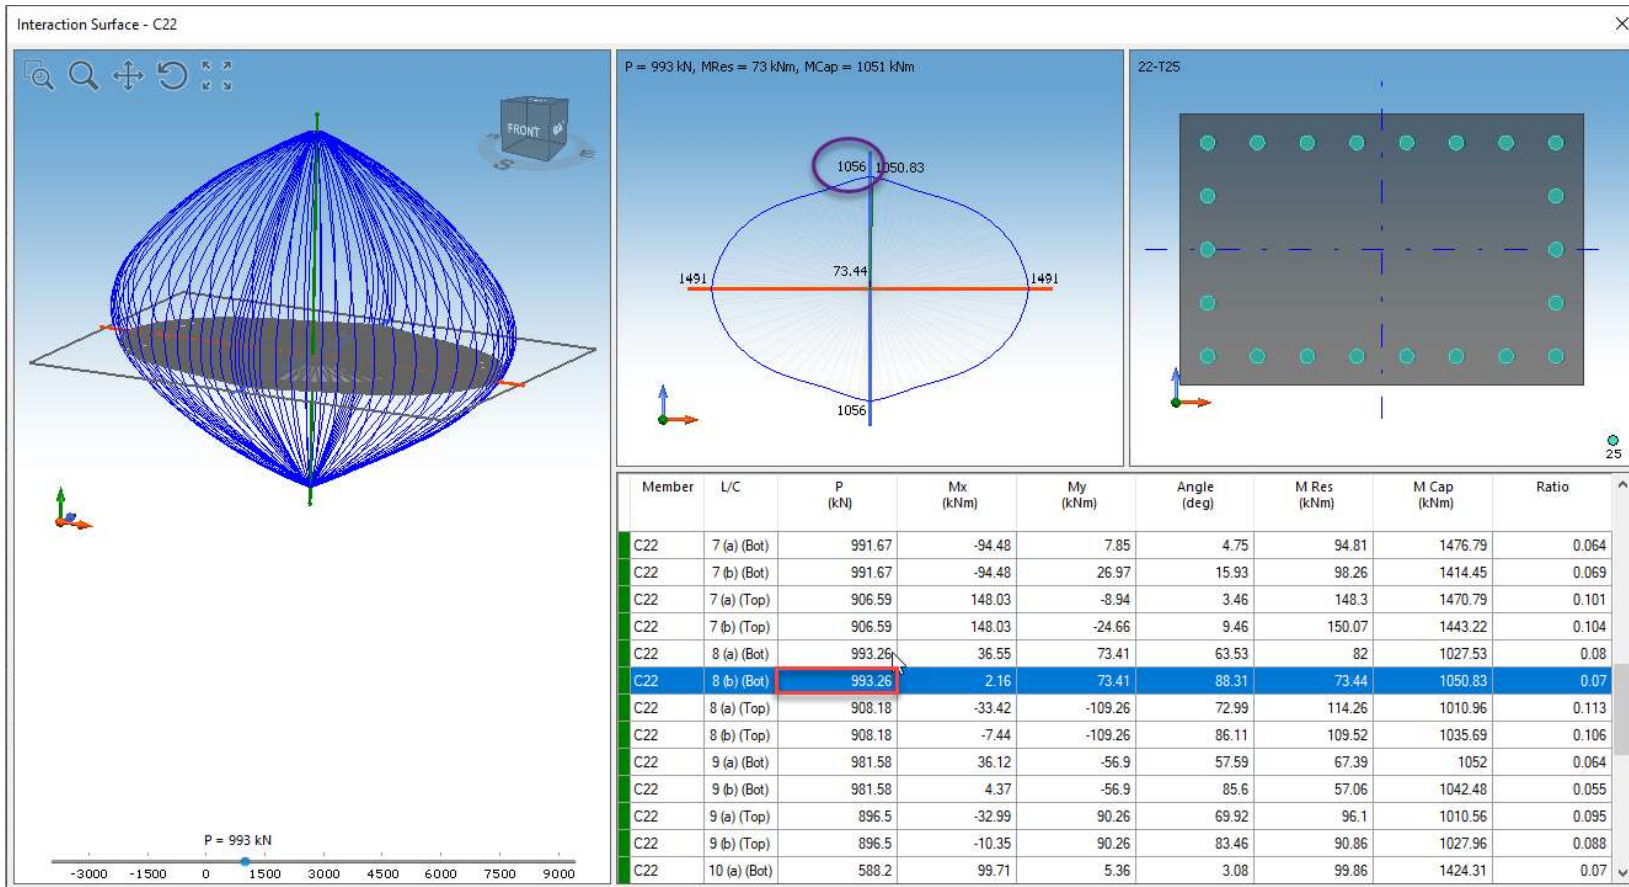 Interaction Surface - C22
FRONT
S
E
P = 993 kN
-3000 -1500 0 1500 3000 4500 6000 7500 9000
P = 993 kN, MRes = 73 kNm, MCap = 1051 kNm
1056 1050.83
1491 73.44 1491
1056
22-T25
25
Member L/C P (kN) Mx (kNm) My (kNm) Angle (deg) M Res (kNm) M Cap (kNm) Ratio
C22 7 (a) (Bot) 991.67 -94.48 7.85 4.75 94.81 1476.79 0.064
C22 7 (b) (Bot) 991.67 -94.48 26.97 15.93 98.26 1414.45 0.069
C22 7 (a) (Top) 906.59 148.03 -8.94 3.46 148.3 1470.79 0.101
C22 7 (b) (Top) 906.59 148.03 -24.66 9.46 150.07 1443.22 0.104
C22 8 (a) (Bot) 993.26 36.55 73.41 63.53 82 1027.53 0.08
C22 8 (b) (Bot) 993.26 2.16 73.41 88.31 73.44 1050.83 0.07
C22 8 (a) (Top) 908.18 -33.42 -109.26 72.99 114.26 1010.96 0.113
C22 8 (b) (Top) 908.18 -7.44 -109.26 86.11 109.52 1035.69 0.106
C22 9 (a) (Bot) 981.58 36.12 -56.9 57.59 67.39 1052 0.064
C22 9 (b) (Bot) 981.58 4.37 -56.9 85.6 57.06 1042.48 0.055
C22 9 (a) (Top) 896.5 -32.99 90.26 69.92 96.1 1010.56 0.095
C22 9 (b) (Top) 896.5 -10.35 90.26 83.46 90.86 1027.96 0.088
C22 10 (a) (Bot) 588.2 99.71 5.36 3.08 99.86 1424.31 0.07